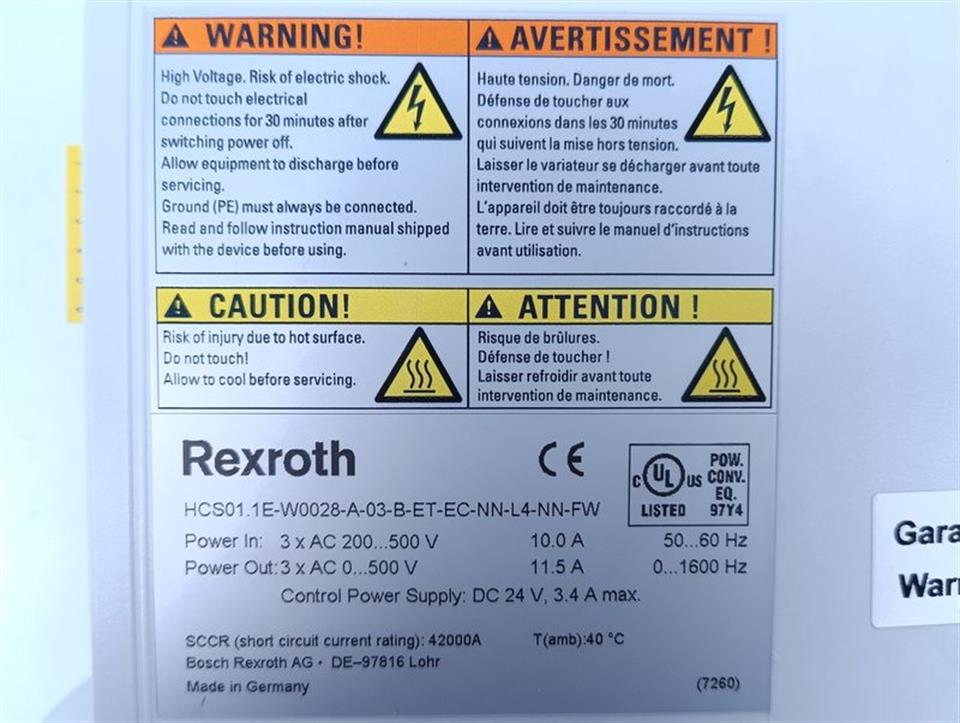 WARNING!
High Voltage. Risk of electric shock.
Do not touch electrical
connections for 30 minutes after
switching power off.
Allow equipment to discharge before
servicing.
Ground (PE) must always be connected.
Read and follow instruction manual shipped
with the device before using.
AVERTISSEMENT !
Haute tension. Danger de mort.
Défense de toucher aux
connexions dans les 30 minutes
qui suivent la mise hors tension.
Laisser le variateur se décharger avant toute
intervention de maintenance.
L'appareil doit être toujours raccordé à la
terre. Lire et suivre le manuel d'instructions
avant utilisation.
CAUTION!
Risk of injury due to hot surface.
Do not touch!
Allow to cool before servicing.
ATTENTION !
Risque de brûlures.
Défense de toucher !
Laisser refroidir avant toute
intervention de maintenance.
Rexroth
CE
C UL US
LISTED
POW.
CONV.
EQ.
97Y4
HCS01.1E-W0028-A-03-B-ET-EC-NN-L4-NN-FW
Power In: 3 x AC 200...500 V 10.0 A 50...60 Hz
Power Out: 3 x AC 0...500 V 11.5 A 0...1600 Hz
Control Power Supply: DC 24 V, 3.4 A max.
SCCR (short circuit current rating): 42000A T(amb):40 °C
Bosch Rexroth AG · DE–97816 Lohr
Made in Germany (7260)